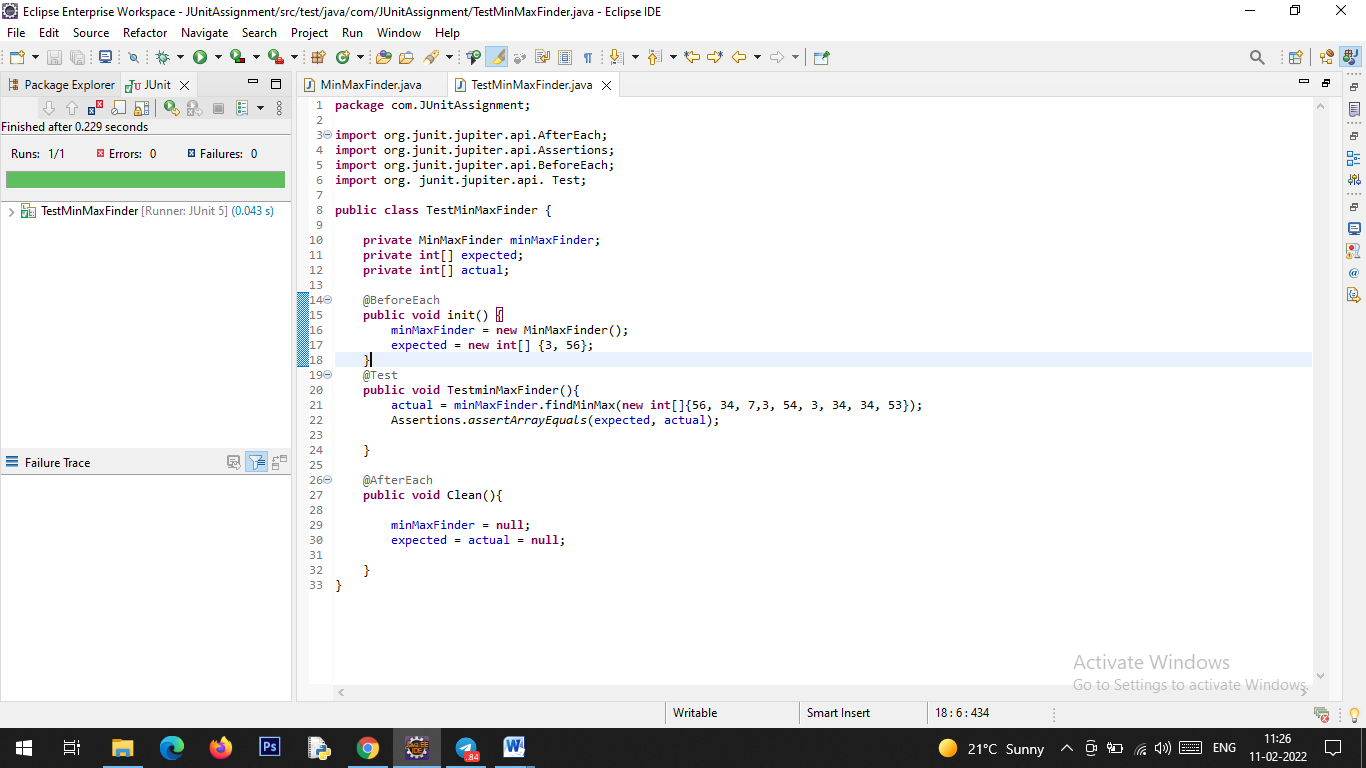 Eclipse Enterprise Workspace - JUnitAssignment/src/test/java/com/JUnitAssignment/TestMinMaxFinder.java - Eclipse IDE
File Edit Source Refactor Navigate Search Project Run Window Help
Package Explorer JUnit
Finished after 0.229 seconds
Runs: 1/1 Errors: 0 Failures: 0
TestMinMaxFinder [Runner: JUnit 5] (0.043 s)
Failure Trace
MinMaxFinder.java TestMinMaxFinder.java
1 package com.JUnitAssignment;
2
3 import org.junit.jupiter.api.AfterEach;
4 import org.junit.jupiter.api.Assertions;
5 import org.junit.jupiter.api.BeforeEach;
6 import org. junit.jupiter.api. Test;
7
8 public class TestMinMaxFinder {
9
10 private MinMaxFinder minMaxFinder;
11 private int[] expected;
12 private int[] actual;
13
14 @BeforeEach
15 public void init() {
16 minMaxFinder = new MinMaxFinder();
17 expected = new int[] {3, 56};
18 }
19 @Test
20 public void TestminMaxFinder(){
21 actual = minMaxFinder.findMinMax(new int[]{56, 34, 7,3, 54, 3, 34, 34, 53});
22 Assertions.assertArrayEquals(expected, actual);
23
24 }
25
26 @AfterEach
27 public void Clean(){
28
29 minMaxFinder = null;
30 expected = actual = null;
31
32 }
33 }
Activate Windows
Go to Settings to activate Windows.
Writable Smart Insert 18 : 6 : 434
Ps
.84
W
21°C Sunny
ENG
11:26
11-02-2022